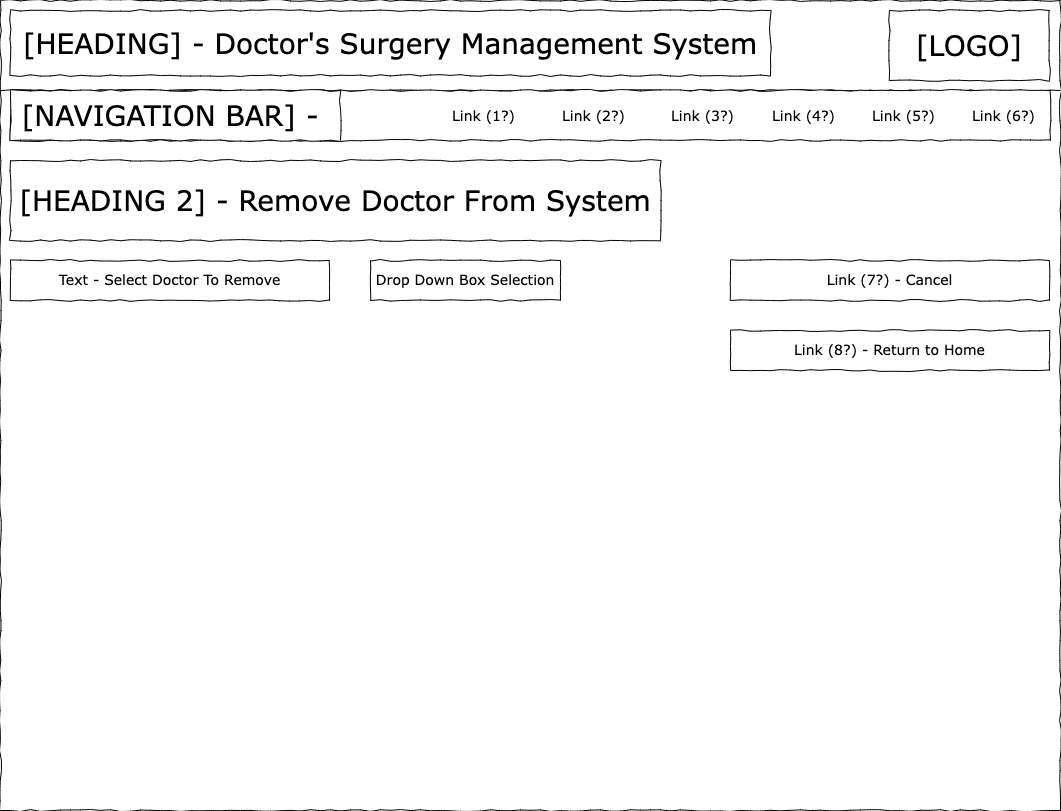 [HEADING] - Doctor's Surgery Management System
[LOGO]
[NAVIGATION BAR] -
Link (1?)
Link (2?)
Link (3?)
Link (4?)
Link (5?)
Link (6?)
[HEADING 2] - Remove Doctor From System
Text - Select Doctor To Remove
Drop Down Box Selection
Link (7?) - Cancel
Link (8?) - Return to Home